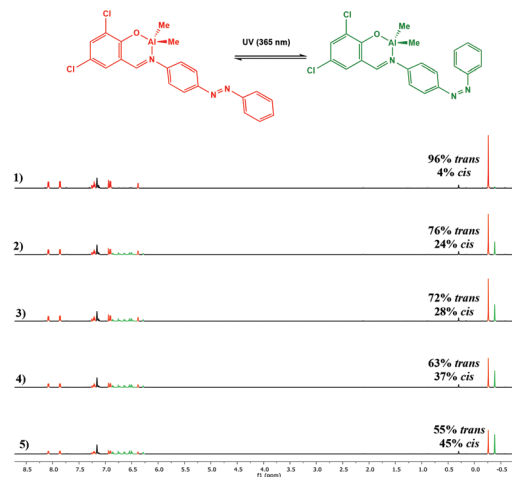 Cl
Me
O
Al
Me
UV (365 nm)
Cl
N
N
N
Cl
Me
O
Al
Me
Cl
N
N
N
96% trans
4% cis
1)
76% trans
24% cis
2)
72% trans
28% cis
3)
63% trans
37% cis
4)
55% trans
45% cis
5)
8.5 8.0 7.5 7.0 6.5 6.0 5.5 5.0 4.5 4.0 3.5 3.0 2.5 2.0 1.5 1.0 0.5 0.0 -0.5
f1 (ppm)